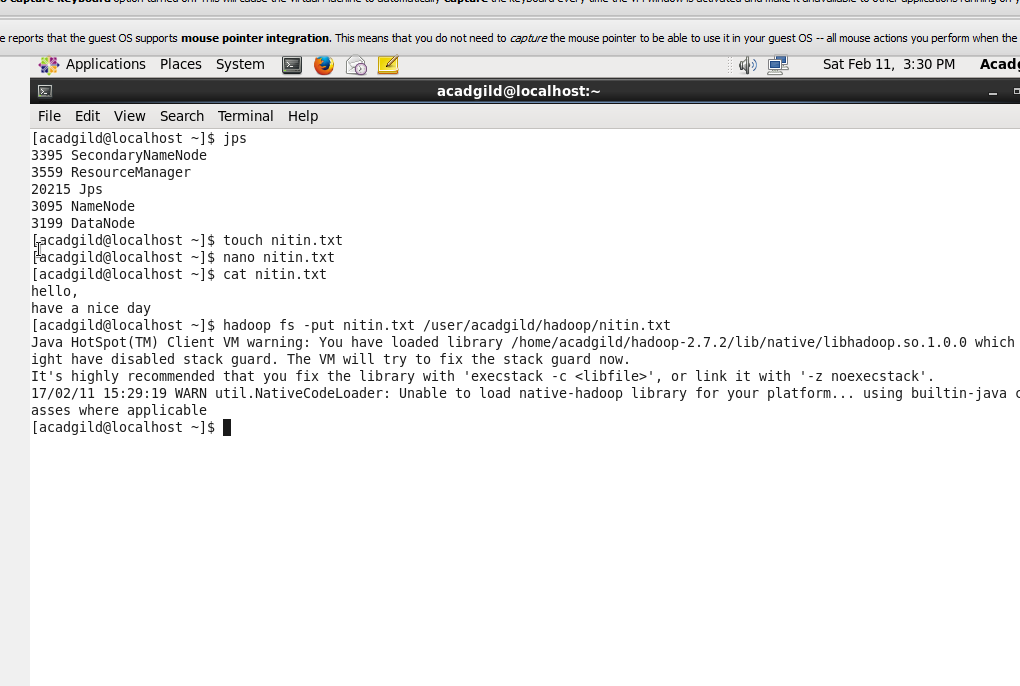 Capture Keyboard option turned off. This will cause the Virtual Machine to automatically capture the keyboard every time the VM window is activated and make it unavailable to other applications running on
e reports that the guest OS supports mouse pointer integration. This means that you do not need to capture the mouse pointer to be able to use it in your guest OS -- all mouse actions you perform when the
Applications Places System Sat Feb 11, 3:30 PM Acadg
acadgild@localhost:~
File Edit View Search Terminal Help
[acadgild@localhost ~]$ jps
3395 SecondaryNameNode
3559 ResourceManager
20215 Jps
3095 NameNode
3199 DataNode
[acadgild@localhost ~]$ touch nitin.txt
[acadgild@localhost ~]$ nano nitin.txt
[acadgild@localhost ~]$ cat nitin.txt
hello,
have a nice day
[acadgild@localhost ~]$ hadoop fs -put nitin.txt /user/acadgild/hadoop/nitin.txt
Java HotSpot(TM) Client VM warning: You have loaded library /home/acadgild/hadoop-2.7.2/lib/native/libhadoop.so.1.0.0 which
ight have disabled stack guard. The VM will try to fix the stack guard now.
It's highly recommended that you fix the library with 'execstack -c <libfile>', or link it with '-z noexecstack'.
17/02/11 15:29:19 WARN util.NativeCodeLoader: Unable to load native-hadoop library for your platform... using builtin-java c
asses where applicable
[acadgild@localhost ~]$